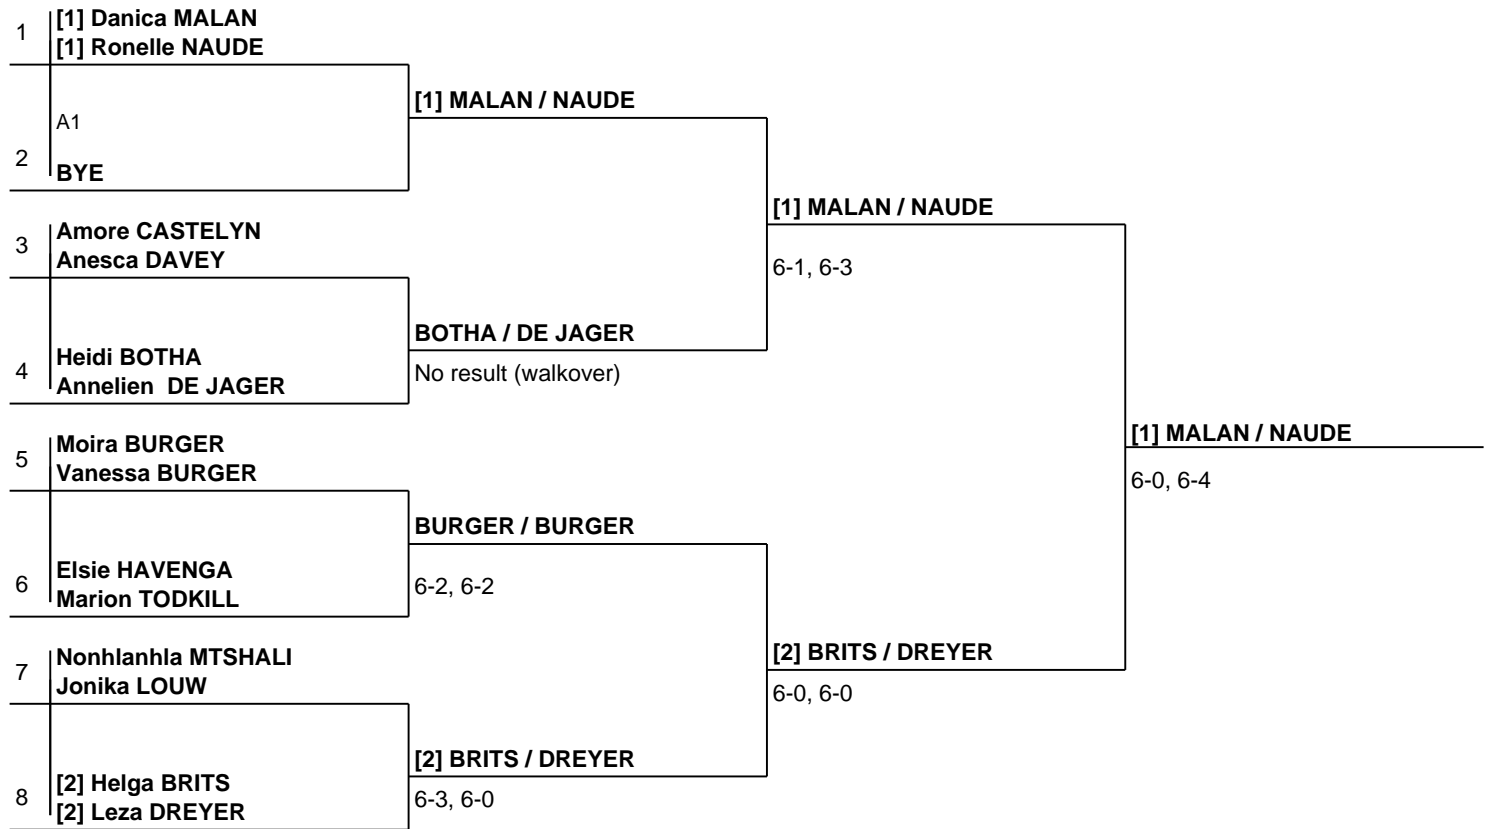 1
[1] Danica MALAN
[1] Ronelle NAUDE
[1] MALAN / NAUDE
A1
2
BYE
[1] MALAN / NAUDE
6-1, 6-3
3
Amore CASTELYN
Anesca DAVEY
BOTHA / DE JAGER
No result (walkover)
4
Heidi BOTHA
Annelien DE JAGER
[1] MALAN / NAUDE
6-0, 6-4
5
Moira BURGER
Vanessa BURGER
BURGER / BURGER
6-2, 6-2
6
Elsie HAVENGA
Marion TODKILL
[2] BRITS / DREYER
6-0, 6-0
7
Nonhlanhla MTSHALI
Jonika LOUW
[2] BRITS / DREYER
6-3, 6-0
8
[2] Helga BRITS
[2] Leza DREYER